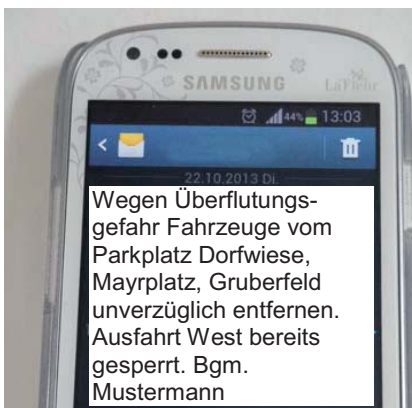 SAMSUNG
LaFleur
44% 13:03
22.10.2013 Di.
Wegen Überflutungs-
gefahr Fahrzeuge vom
Parkplatz Dorfwiese,
Mayrplatz, Gruberfeld
unverzüglich entfernen.
Ausfahrt West bereits
gesperrt. Bgm.
Mustermann